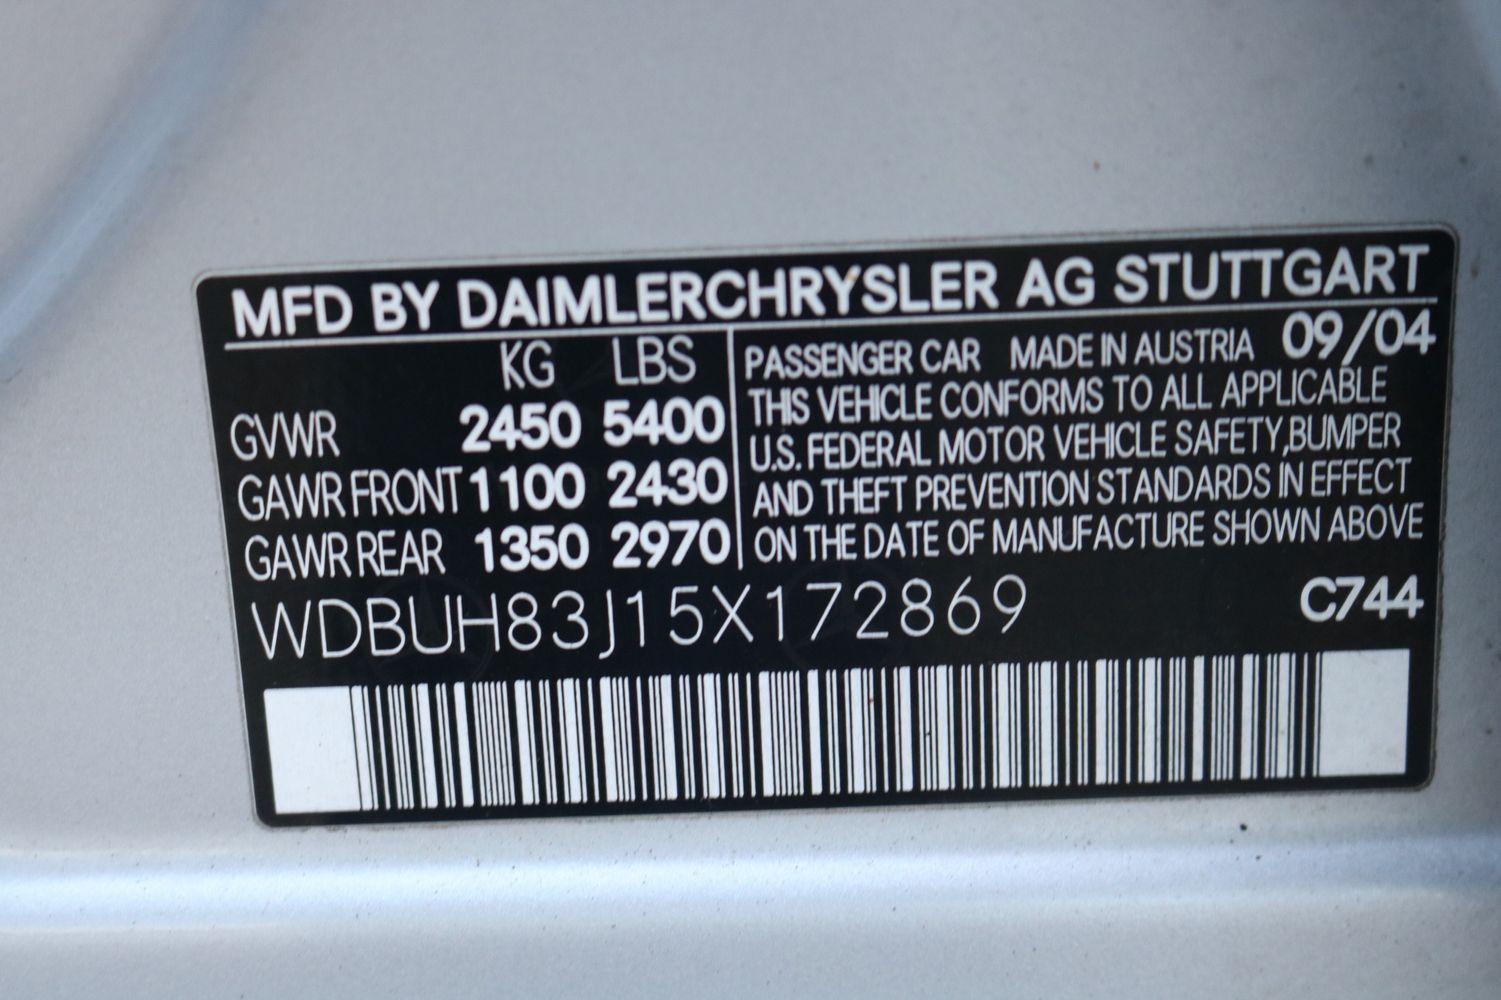 MFD BY DAIMLERCHRYSLER AG STUTTGART
KG LBS
GVWR 2450 5400
GAWR FRONT 1100 2430
GAWR REAR 1350 2970
PASSENGER CAR MADE IN AUSTRIA 09/04
THIS VEHICLE CONFORMS TO ALL APPLICABLE
U.S. FEDERAL MOTOR VEHICLE SAFETY,BUMPER
AND THEFT PREVENTION STANDARDS IN EFFECT
ON THE DATE OF MANUFACTURE SHOWN ABOVE
WDBUH83J15X172869 C744